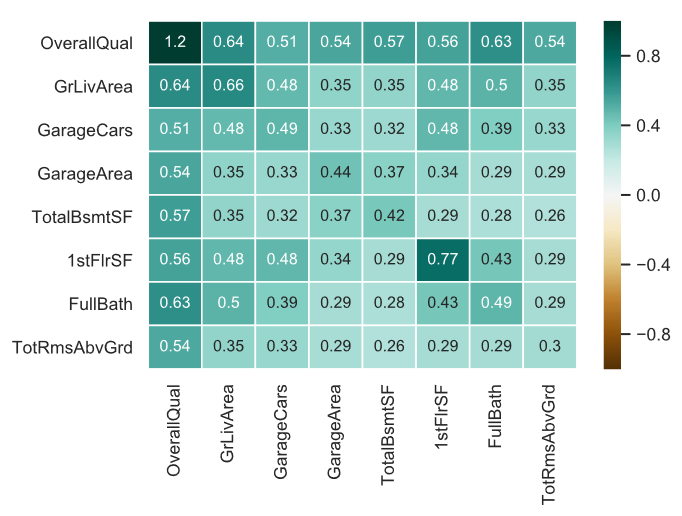 OverallQual 1.2 0.64 0.51 0.54 0.57 0.56 0.63 0.54
GrLivArea 0.64 0.66 0.48 0.35 0.35 0.48 0.5 0.35
GarageCars 0.51 0.48 0.49 0.33 0.32 0.48 0.39 0.33
GarageArea 0.54 0.35 0.33 0.44 0.37 0.34 0.29 0.29
TotalBsmtSF 0.57 0.35 0.32 0.37 0.42 0.29 0.28 0.26
1stFlrSF 0.56 0.48 0.48 0.34 0.29 0.77 0.43 0.29
FullBath 0.63 0.5 0.39 0.29 0.28 0.43 0.49 0.29
TotRmsAbvGrd 0.54 0.35 0.33 0.29 0.26 0.29 0.29 0.3
OverallQual
GrLivArea
GarageCars
GarageArea
TotalBsmtSF
1stFlrSF
FullBath
TotRmsAbvGrd
0.8
0.4
0.0
−0.4
−0.8